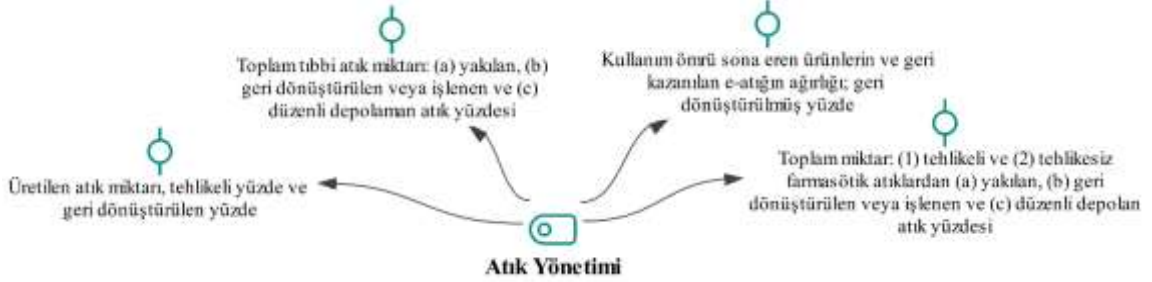 Toplam tıbbi atık miktarı: (a) yakılan, (b)
geri dönüştürülen veya işlenen ve (c)
düzenli depolaman atık yüzdesi
Kullanım ömrü sona eren ürünlerin ve geri
kazanılan e-atığın ağırlığı; geri
dönüştürülmüş yüzde
Üretilen atık miktarı, tehlikeli yüzde ve
geri dönüştürülen yüzde
Toplam miktar: (1) tehlikeli ve (2) tehlikesiz
farmasötik atıklardan (a) yakılan, (b) geri
dönüştürülen veya işlenen ve (c) düzenli depolan
atık yüzdesi
Atık Yönetimi